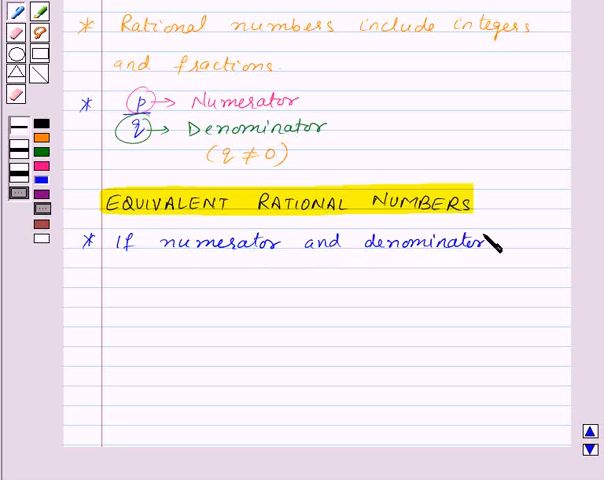 * Rational numbers include integers
and fractions.
* p → Numerator
q → Denominator
(q ≠ 0)
EQUIVALENT RATIONAL NUMBERS
* If numerator and denominator